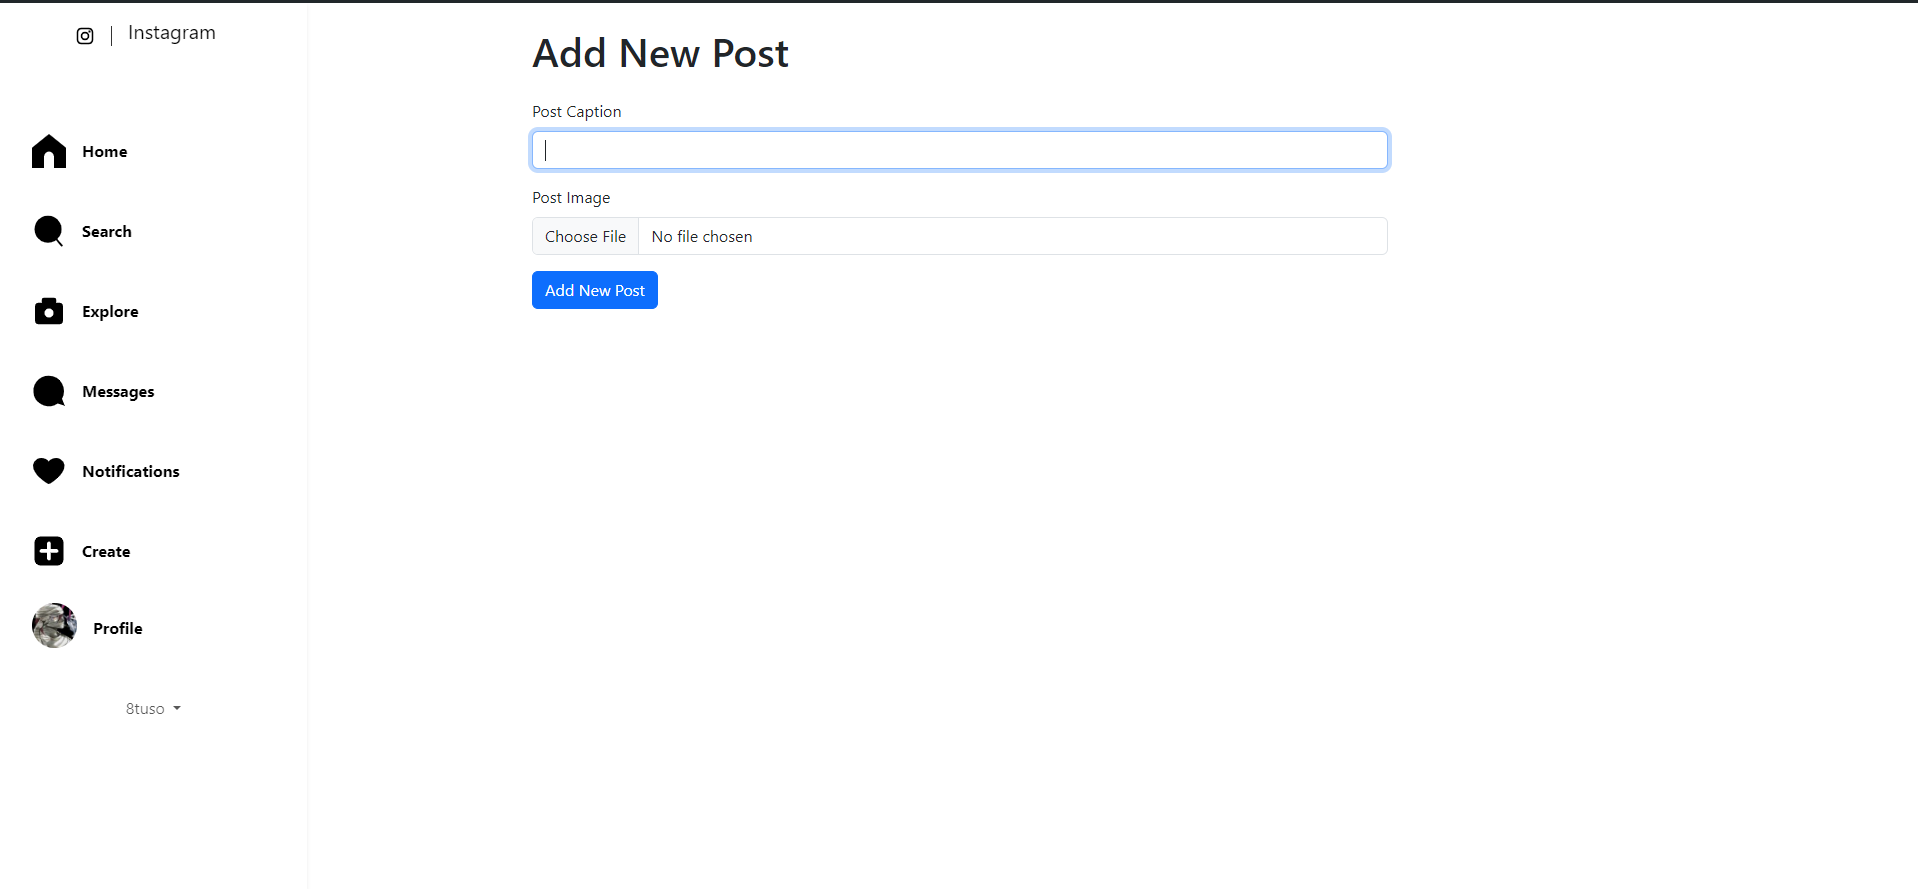 Instagram
Home
Search
Explore
Messages
Notifications
Create
Profile
8tuso
Add New Post
Post Caption
Post Image
Choose File No file chosen
Add New Post